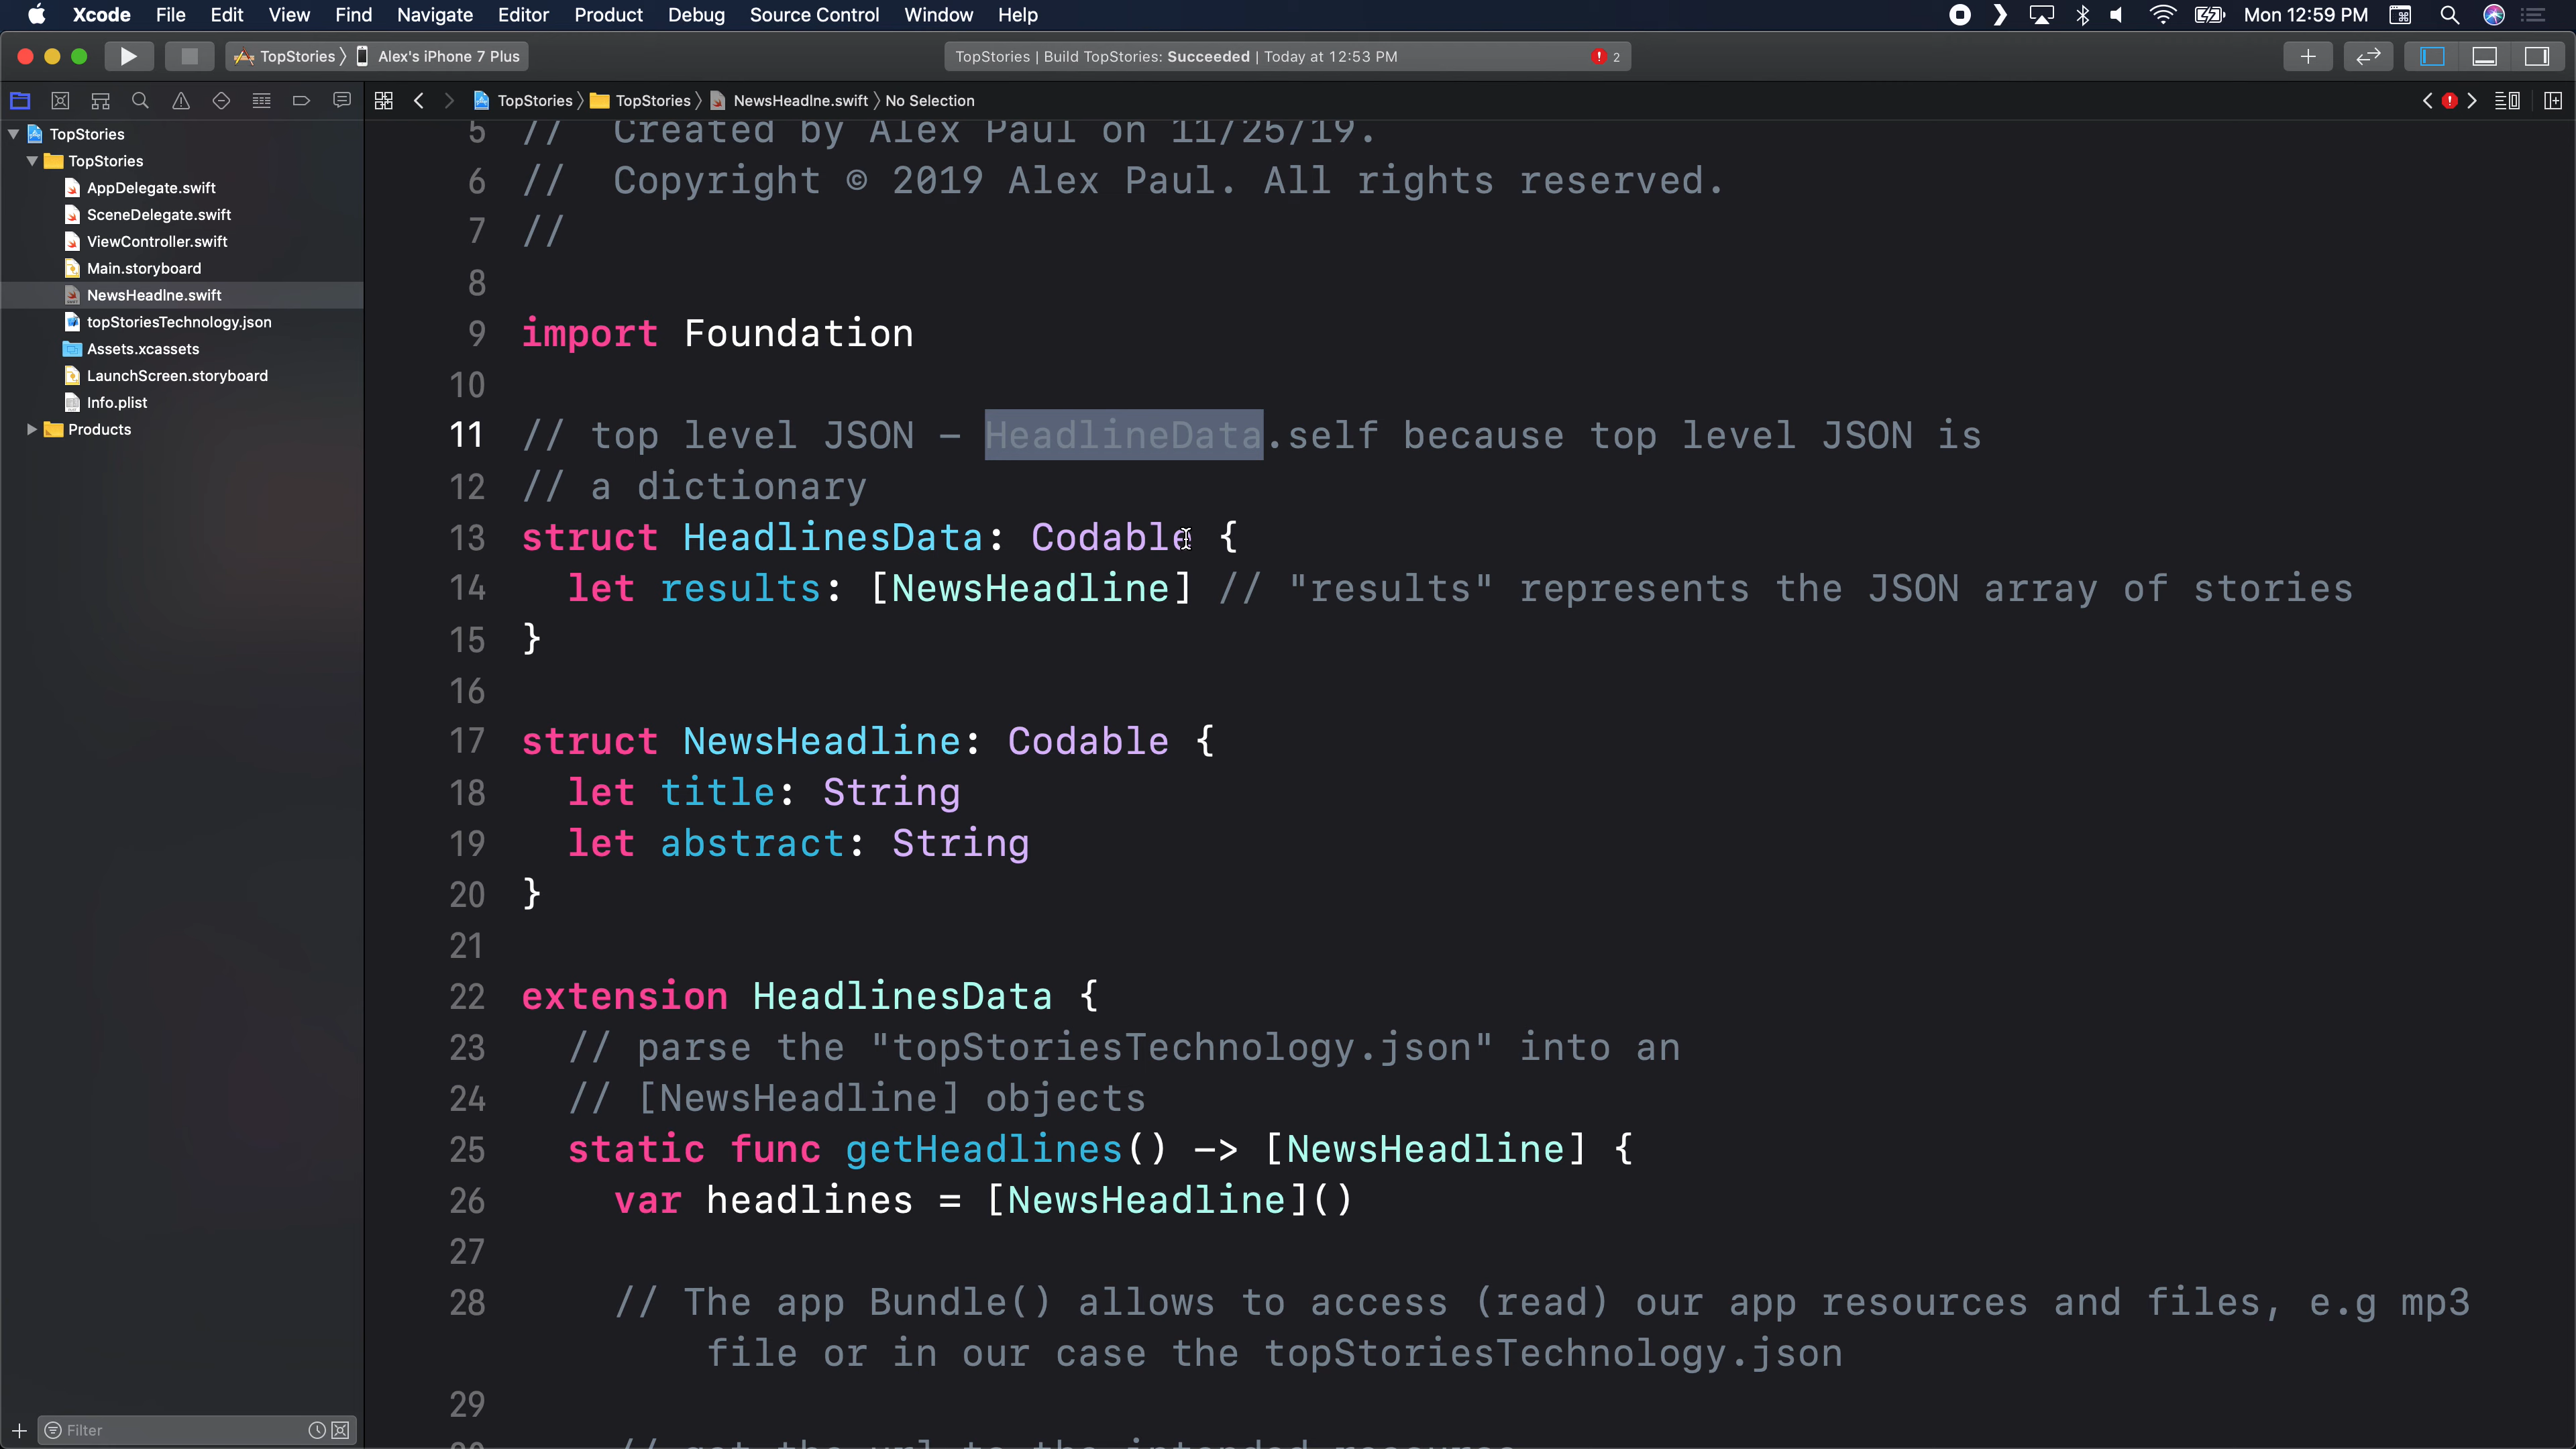 Xcode File Edit View Find Navigate Editor Product Debug Source Control Window Help Mon 12:59 PM
TopStories 〉 Alex's iPhone 7 Plus
TopStories | Build TopStories: Succeeded | Today at 12:53 PM
2
TopStories 〉 TopStories 〉 NewsHeadlne.swift 〉 No Selection
TopStories
TopStories
AppDelegate.swift
SceneDelegate.swift
ViewController.swift
Main.storyboard
NewsHeadlne.swift
topStoriesTechnology.json
Assets.xcassets
LaunchScreen.storyboard
Info.plist
Products
Filter
5 // Created by Alex Paul on 11/25/19.
6 // Copyright © 2019 Alex Paul. All rights reserved.
7 //
8
9 import Foundation
10
11 // top level JSON – HeadlineData.self because top level JSON is
12 // a dictionary
13 struct HeadlinesData: Codable {
14 let results: [NewsHeadline] // "results" represents the JSON array of stories
15 }
16
17 struct NewsHeadline: Codable {
18 let title: String
19 let abstract: String
20 }
21
22 extension HeadlinesData {
23 // parse the "topStoriesTechnology.json" into an
24 // [NewsHeadline] objects
25 static func getHeadlines() -> [NewsHeadline] {
26 var headlines = [NewsHeadline]()
27
28 // The app Bundle() allows to access (read) our app resources and files, e.g mp3
file or in our case the topStoriesTechnology.json
29